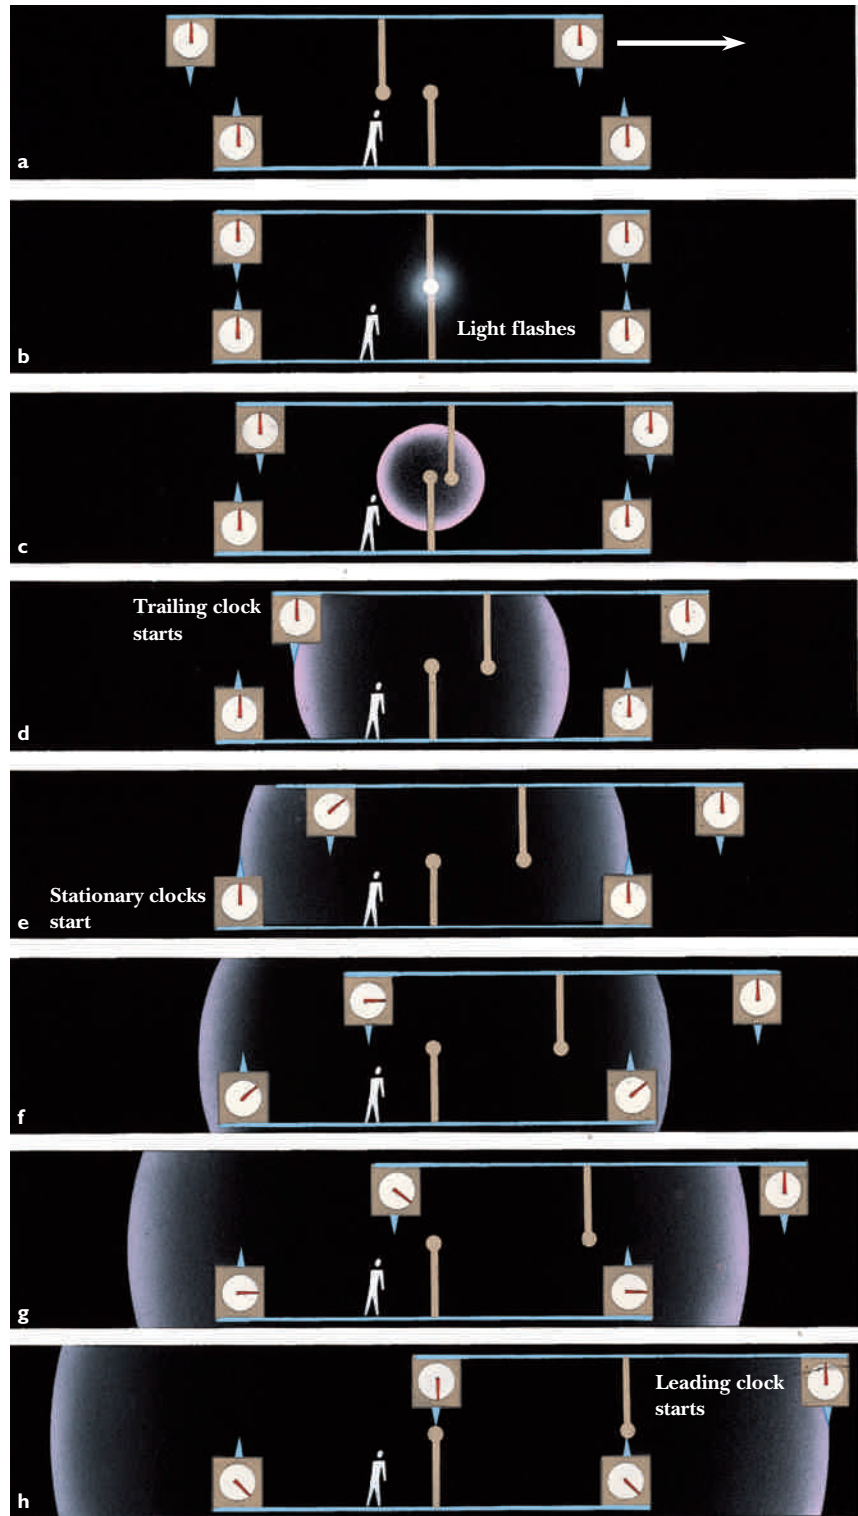 a
b
Light flashes
c
Trailing clock
starts
d
Stationary clocks
start
e
f
g
Leading clock
starts
h